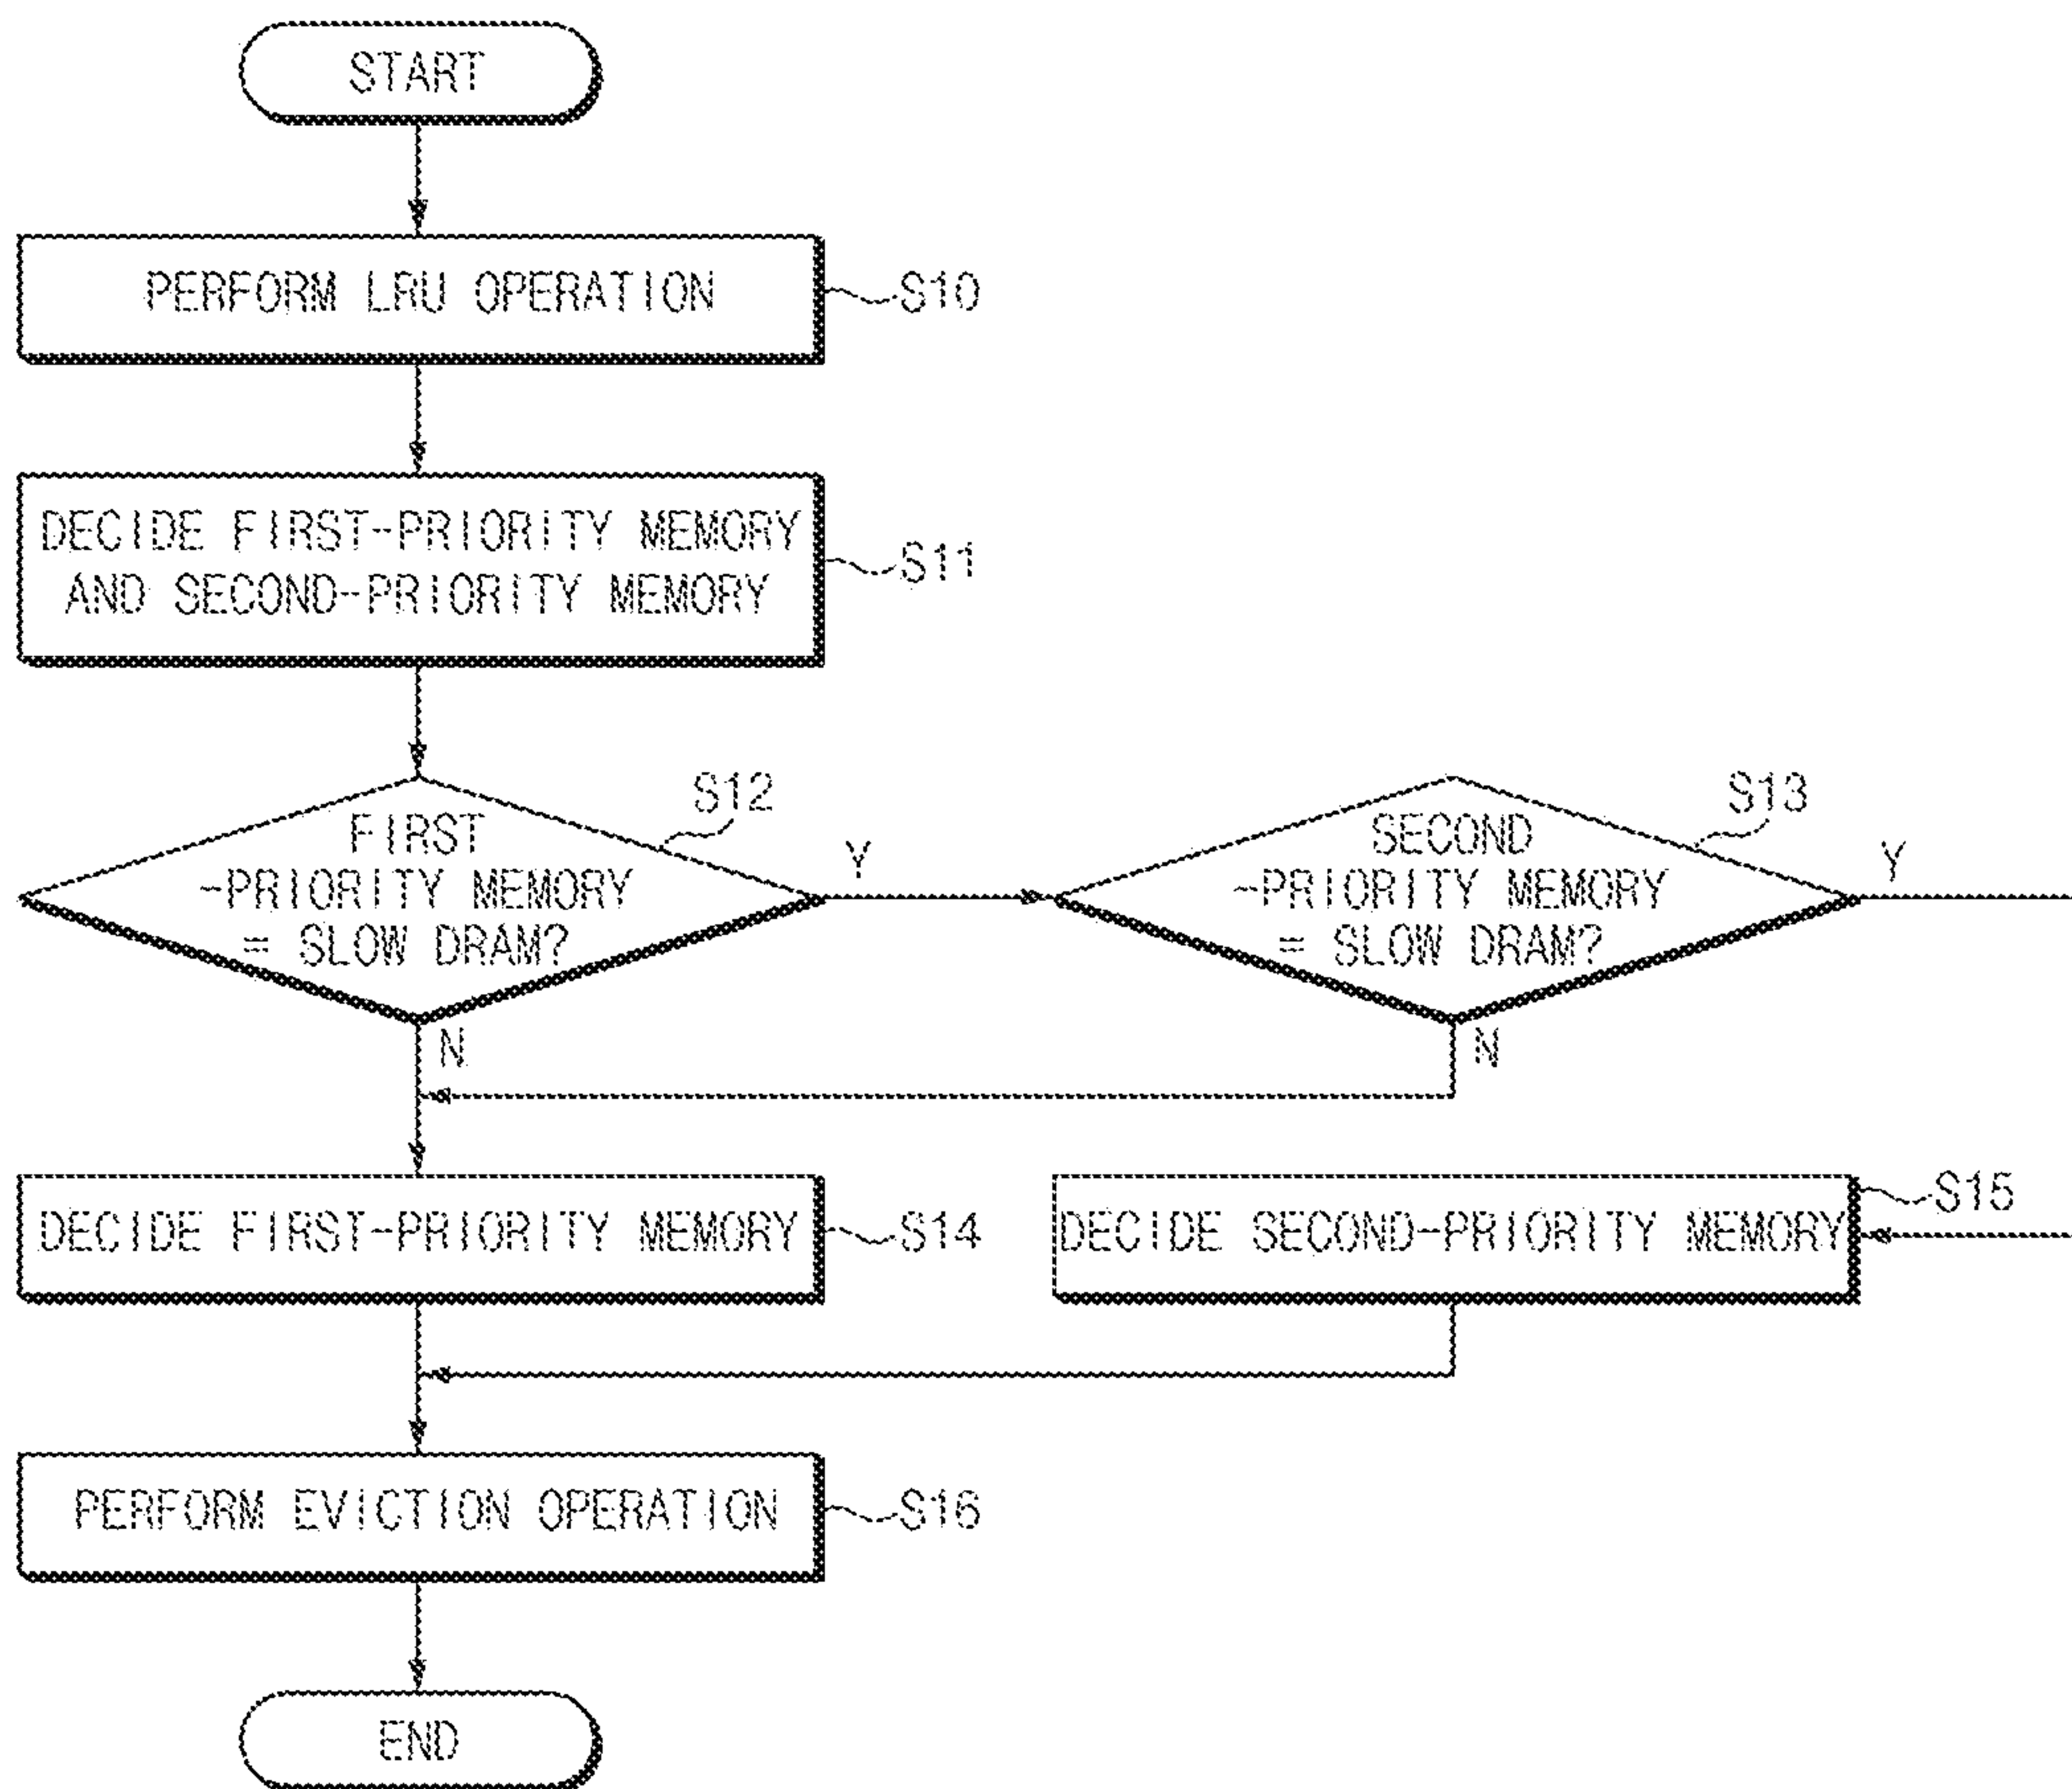 START
PERFORM LRU OPERATION
S10
DECIDE FIRST-PRIORITY MEMORY
AND SECOND-PRIORITY MEMORY
S11
S12
FIRST
-PRIORITY MEMORY
= SLOW DRAM?
Y
N
S13
SECOND
-PRIORITY MEMORY
= SLOW DRAM?
Y
N
DECIDE FIRST-PRIORITY MEMORY
S14
DECIDE SECOND-PRIORITY MEMORY
S15
PERFORM EVICTION OPERATION
S16
END